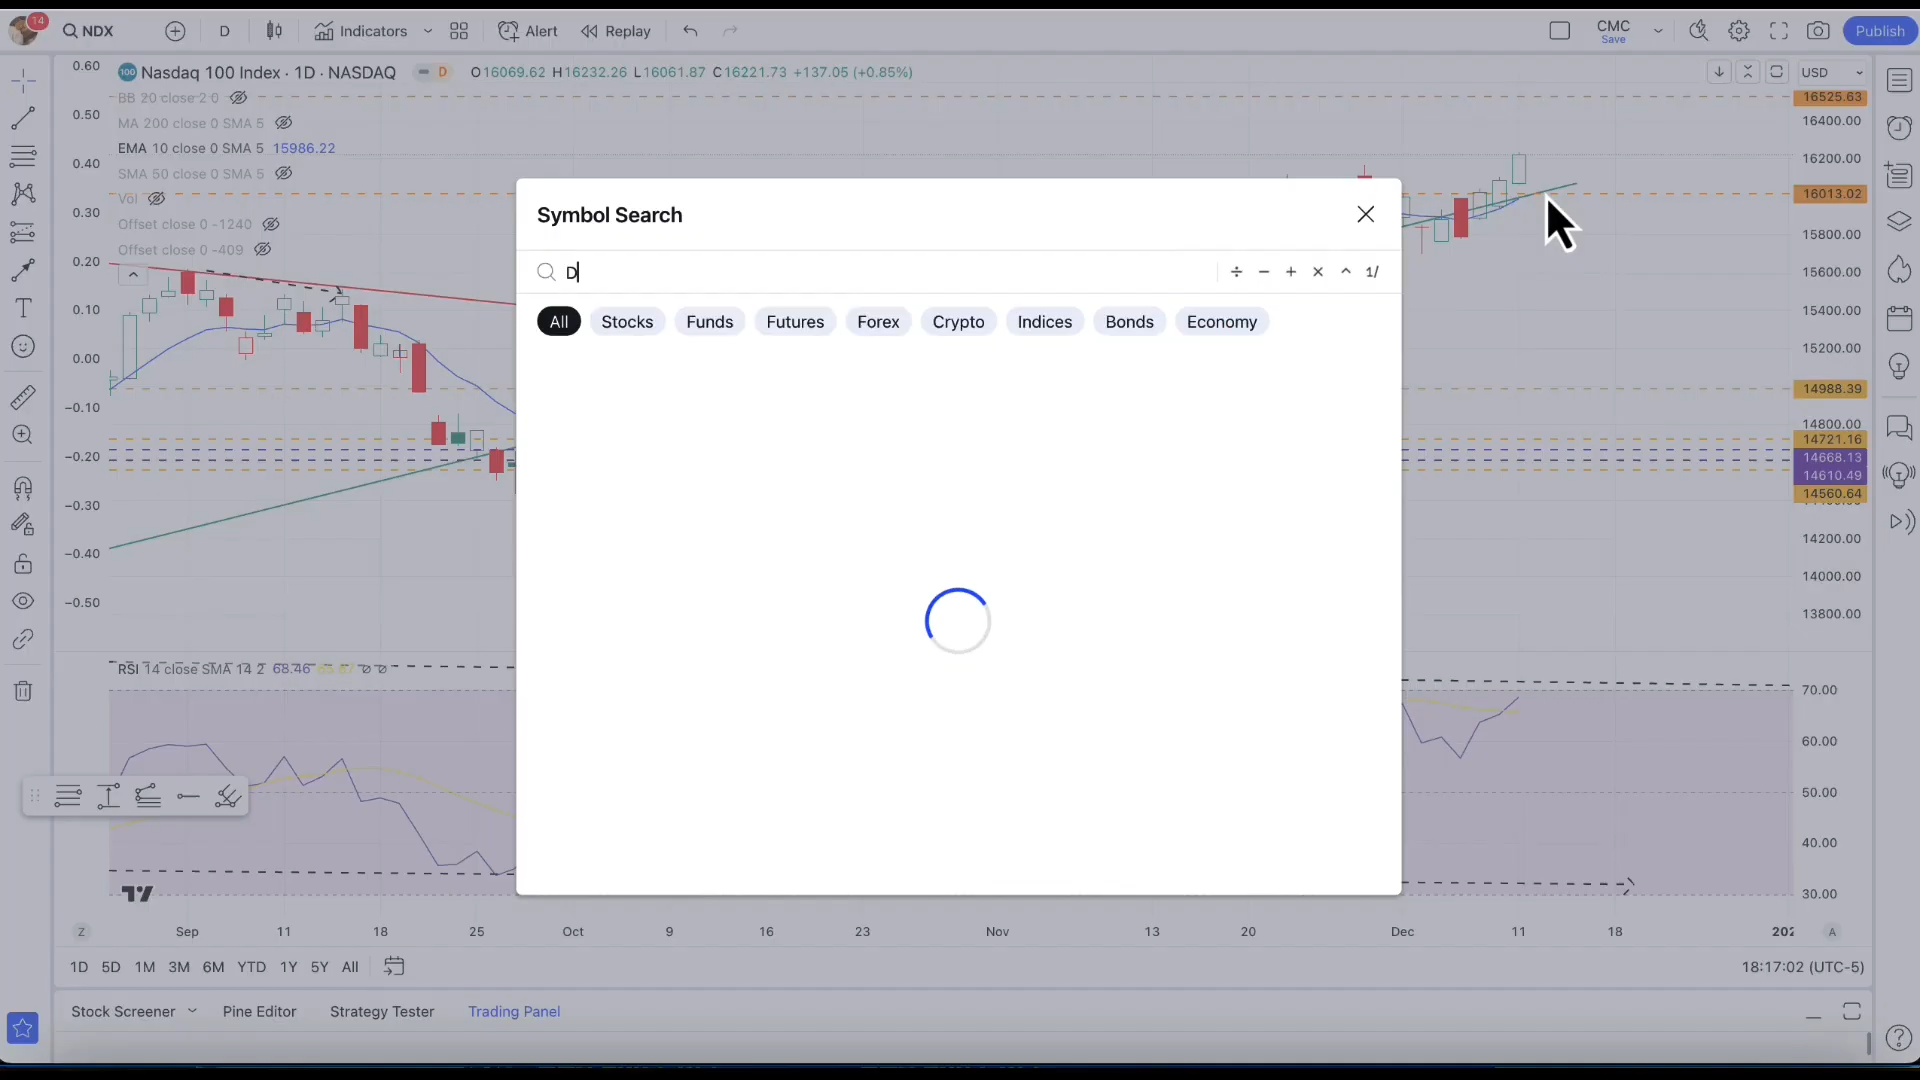 14
NDX
D
Indicators
Alert
Replay
CMC
Save
Publish
0.60
100 Nasdaq 100 Index · 1D · NASDAQ
D
O16069.62 H16232.26 L16061.87 C16221.73 +137.05 (+0.85%)
USD
BB 20 close 2 0
MA 200 close 0 SMA 5
EMA 10 close 0 SMA 5 15986.22
SMA 50 close 0 SMA 5
Vol
Offset close 0 -1240
Offset close 0 -409
0.50
0.40
0.30
0.20
0.10
0.00
−0.10
−0.20
−0.30
−0.40
−0.50
Symbol Search
D
÷ − + × ^ 1/
All Stocks Funds Futures Forex Crypto Indices Bonds Economy
16525.63
16400.00
16200.00
16013.02
15800.00
15600.00
15400.00
15200.00
14988.39
14800.00
14721.16
14668.13
14610.49
14560.64
14200.00
14000.00
13800.00
RSI 14 close SMA 14 2 68.46
70.00
60.00
50.00
40.00
30.00
Z
Sep 11 18 25 Oct 9 16 23 Nov 13 20 Dec 11 18 202
A
1D 5D 1M 3M 6M YTD 1Y 5Y All
18:17:02 (UTC-5)
Stock Screener Pine Editor Strategy Tester Trading Panel